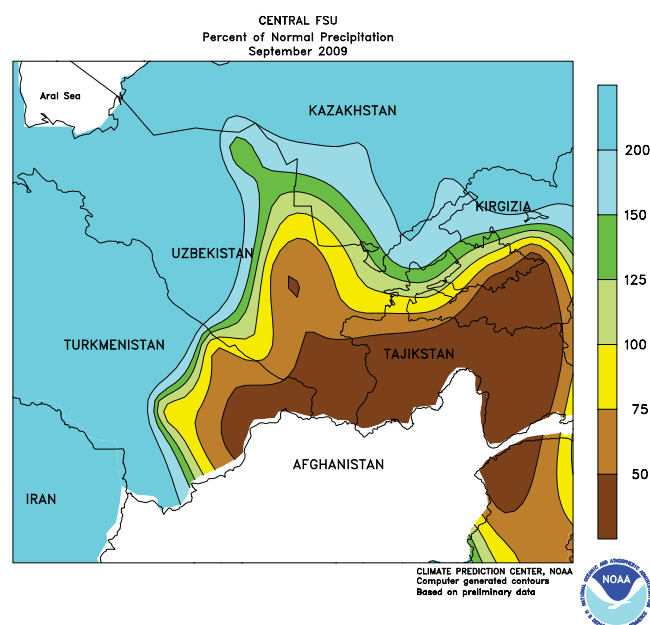 CENTRAL FSU
Percent of Normal Precipitation
September 2009
Aral Sea
KAZAKHSTAN
KIRGIZIA
UZBEKISTAN
TURKMENISTAN
TAJIKSTAN
AFGHANISTAN
IRAN
200
150
125
100
75
50
CLIMATE PREDICTION CENTER, NOAA
Computer generated contours
Based on preliminary data
NOAA